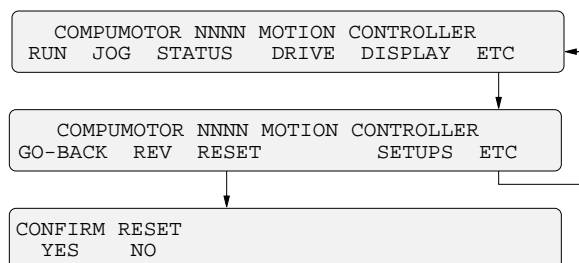 COMPUMOTOR NNNN MOTION CONTROLLER
RUN JOG STATUS DRIVE DISPLAY ETC
COMPUMOTOR NNNN MOTION CONTROLLER
GO-BACK REV RESET SETUPS ETC
CONFIRM RESET
YES NO